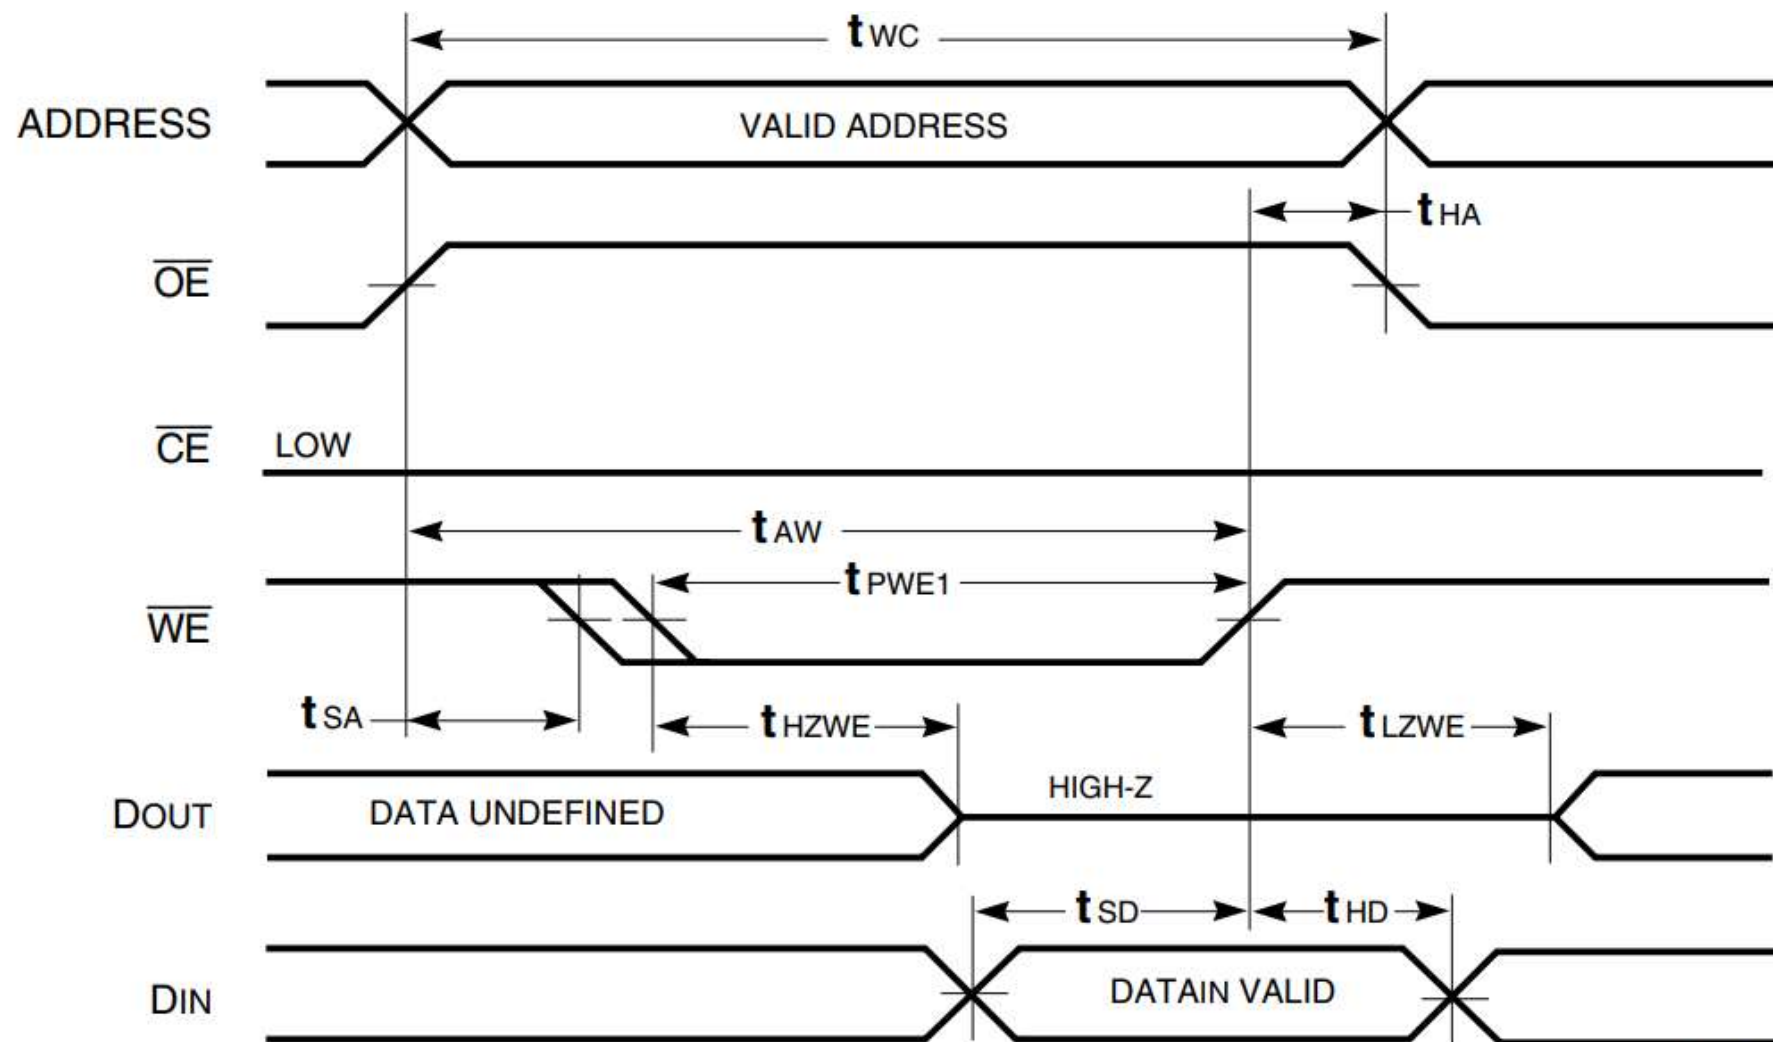 tWC
ADDRESS
VALID ADDRESS
tHA
OE
CE
LOW
tAW
tPWE1
WE
tSA
tHZWE
tLZWE
DOUT
DATA UNDEFINED
HIGH-Z
tSD
tHD
DIN
DATAIN VALID